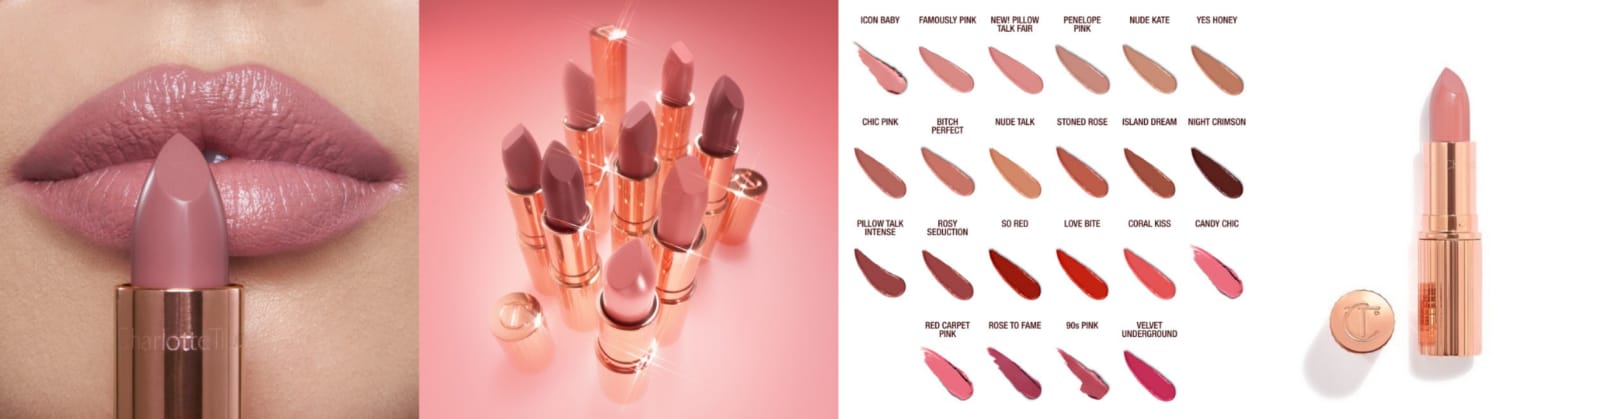 CharlotteTi
ICON BABY
FAMOUSLY PINK
NEW! PILLOW
TALK FAIR
PENELOPE
PINK
NUDE KATE
YES HONEY
CHIC PINK
BITCH
PERFECT
NUDE TALK
STONED ROSE
ISLAND DREAM
NIGHT CRIMSON
PILLOW TALK
INTENSE
ROSY
SEDUCTION
SO RED
LOVE BITE
CORAL KISS
CANDY CHIC
RED CARPET
PINK
ROSE TO FAME
90s PINK
VELVET
UNDERGROUND